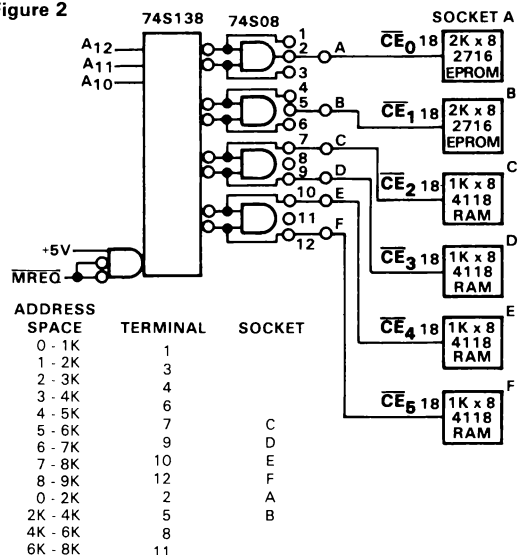 igure 2
74S138
74S08
SOCKET A
A12
A11
A10
1
2
3
A
CE0 18
2K x 8
2716
EPROM
4
5
6
B
CE1 18
B
2K x 8
2716
EPROM
7
8
9
C
D
CE2 18
C
1K x 8
4118
RAM
10
11
12
E
F
CE3 18
D
1K x 8
4118
RAM
+5V
MREQ
CE4 18
E
1K x 8
4118
RAM
CE5 18
F
1K x 8
4118
RAM
ADDRESS
SPACE TERMINAL SOCKET
0 - 1K 1
1 - 2K 3
2 - 3K 4
3 - 4K 6
4 - 5K 7 C
5 - 6K 9 D
6 - 7K 10 E
7 - 8K 12 F
8 - 9K 2 A
0 - 2K 5 B
2K - 4K 8
4K - 6K 11
6K - 8K